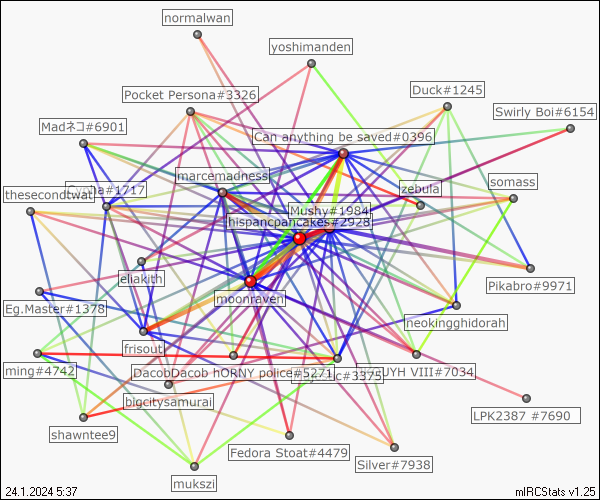 normalwan
yoshimanden
Duck#1245
Pocket Persona#3326
Swirly Boi#6154
Madネコ#6901
Can anything be saved#0396
marcemadness
zebula
somass
thesecondtwat
#1717
Mushy#1984
hispancpancakes#2928
eliakith
Pikabro#9971
moonraven
Eg.Master#1378
neokingghidorah
frisout
ming#4742
DacobDacob hORNY police#5271
#3375
UYH VIII#7034
bigcitysamurai
LPK2387 #7690
shawntee9
Fedora Stoat#4479
Silver#7938
mukszi
24.1.2024 5:37
mIRCStats v1.25